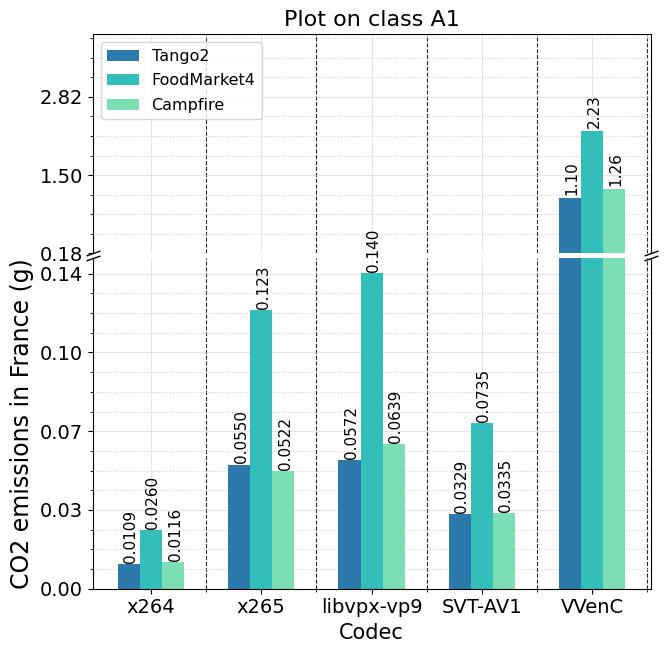 Plot on class A1
Tango2
FoodMarket4
Campfire
2.82
1.50
0.18
0.14
0.10
0.07
0.03
0.00
CO2 emissions in France (g)
0.0109
0.0260
0.0116
0.0550
0.123
0.0522
0.0572
0.140
0.0639
0.0329
0.0735
0.0335
1.10
2.23
1.26
x264
x265
libvpx-vp9
SVT-AV1
VVenC
Codec